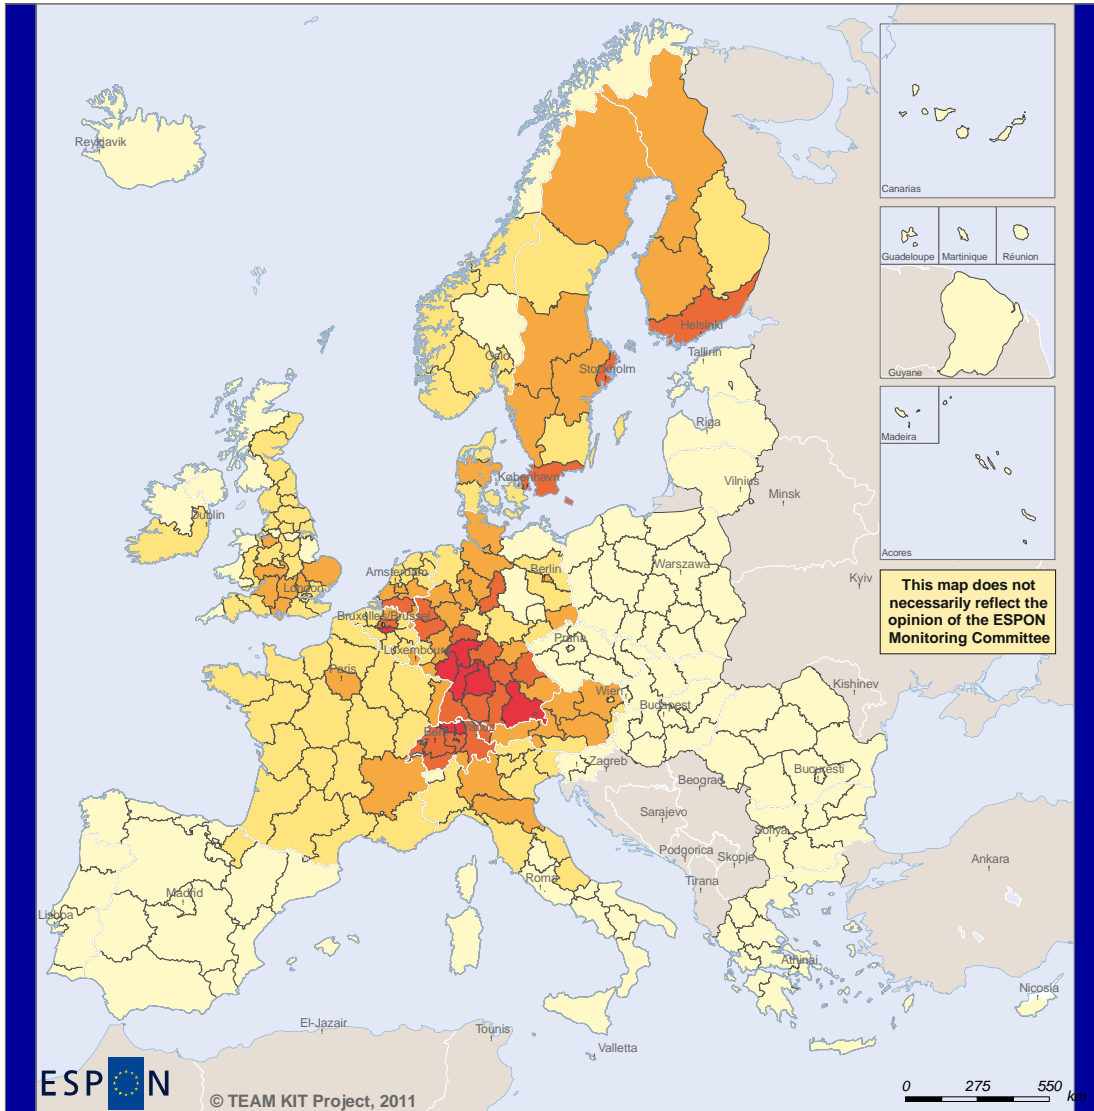 Reykjavik
Canarias
Guadeloupe
Martinique
Réunion
Guyane
Madeira
Acores
This map does not
necessarily reflect the
opinion of the ESPON
Monitoring Committee
Oslo
Helsinki
Tallinn
Stockholm
Riga
København
Vilnius
Minsk
Dublin
Berlin
Warszawa
Amsterdam
London
Kyiv
Bruxelles/Brussel
Praha
Luxembourg
Paris
Kishinev
Wien
Budapest
Bern
Vaduz
Zagreb
Bucuresti
Beograd
Sarajevo
Sofiya
Podgorica
Skopje
Ankara
Tirana
Roma
Madrid
Lisboa
Athinai
Nicosia
El-Jazair
Tounis
Valletta
ESPON
© TEAM KIT Project, 2011
0 275 550
km